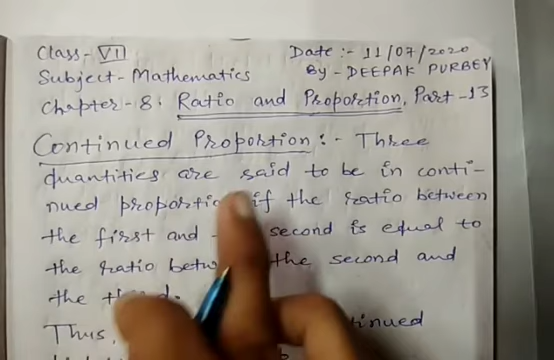 Class- VI Date :- 11/07/2020
Subject- Mathematics By - DEEPAK PURBEY
Chapter-8: Ratio and Proportion, Part-13
Continued Proportion :- Three
quantities are said to be in conti-
nued if the ratio between
the first and second is equal to
the ratio the second and
the
Thus,